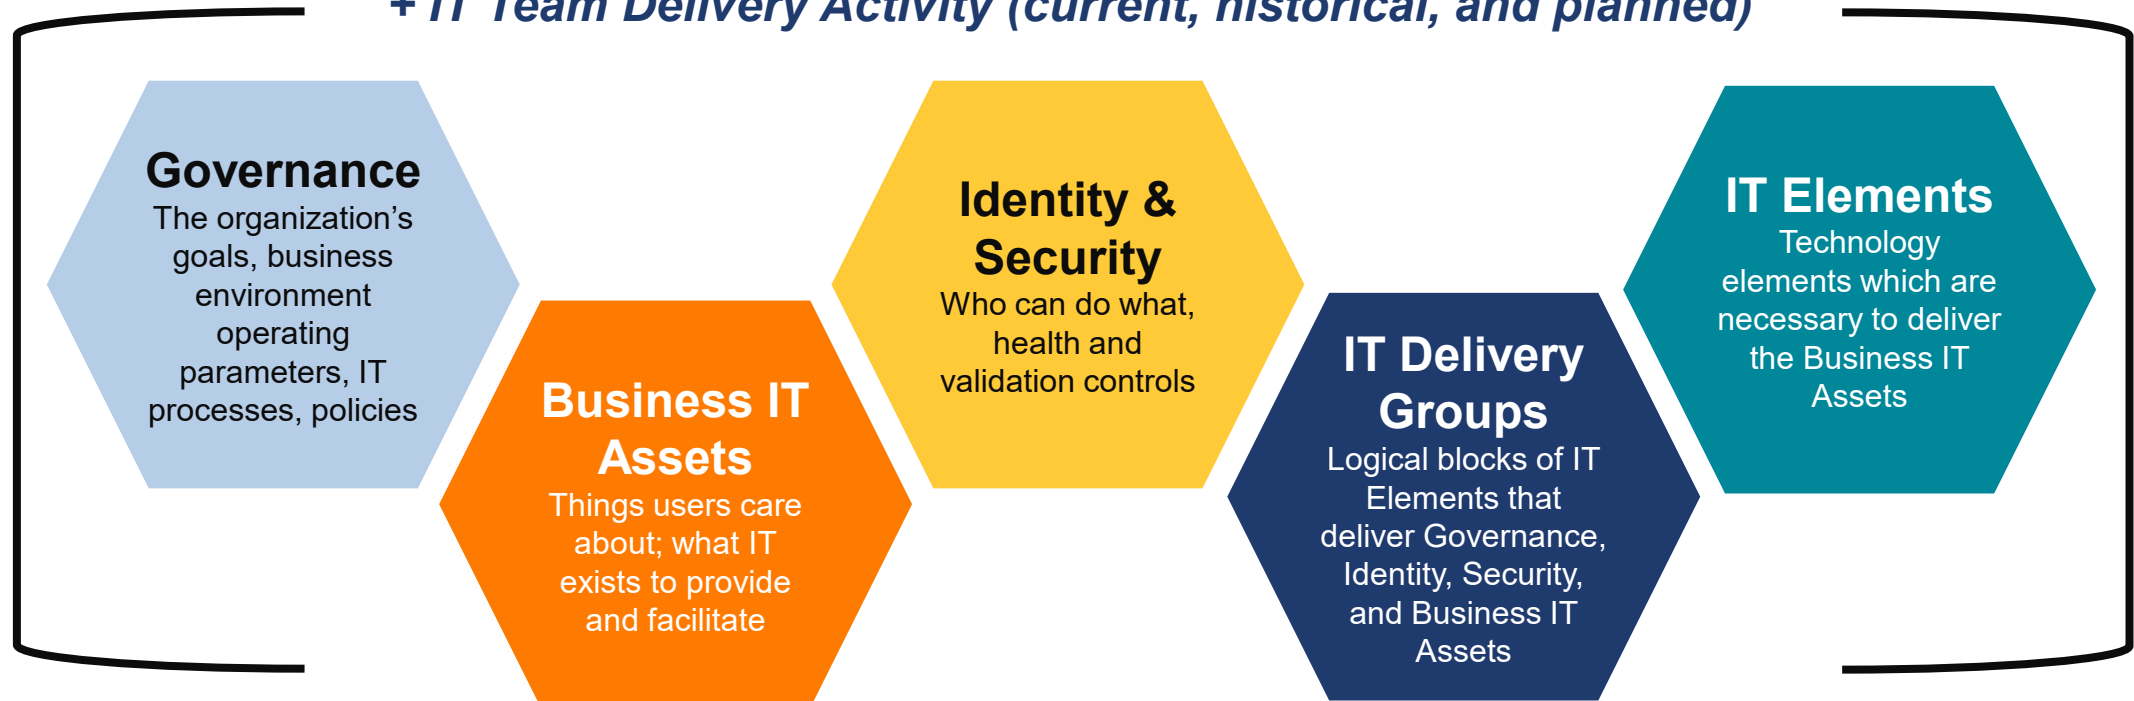 + IT Team Delivery Activity (current, historical, and planned)
Governance
The organization’s
goals, business
environment
operating
parameters, IT
processes, policies
Business IT
Assets
Things users care
about; what IT
exists to provide
and facilitate
Identity &
Security
Who can do what,
health and
validation controls
IT Delivery
Groups
Logical blocks of IT
Elements that
deliver Governance,
Identity, Security,
and Business IT
Assets
IT Elements
Technology
elements which are
necessary to deliver
the Business IT
Assets